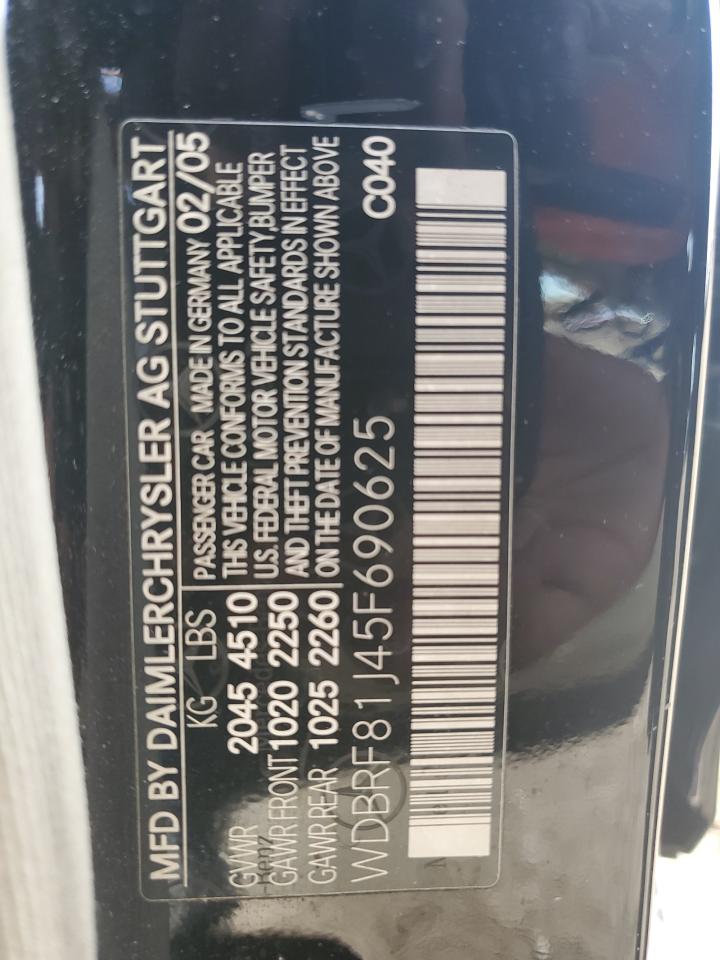 MFD BY DAIMLERCHRYSLER AG STUTTGART
KG LBS
GVWR 2045 4510
GAWR FRONT 1020 2250
GAWR REAR 1025 2260
PASSENGER CAR MADE IN GERMANY 02/05
THIS VEHICLE CONFORMS TO ALL APPLICABLE
U.S. FEDERAL MOTOR VEHICLE SAFETY,BUMPER
AND THEFT PREVENTION STANDARDS IN EFFECT
ON THE DATE OF MANUFACTURE SHOWN ABOVE
WDBRF81J45F690625 C040